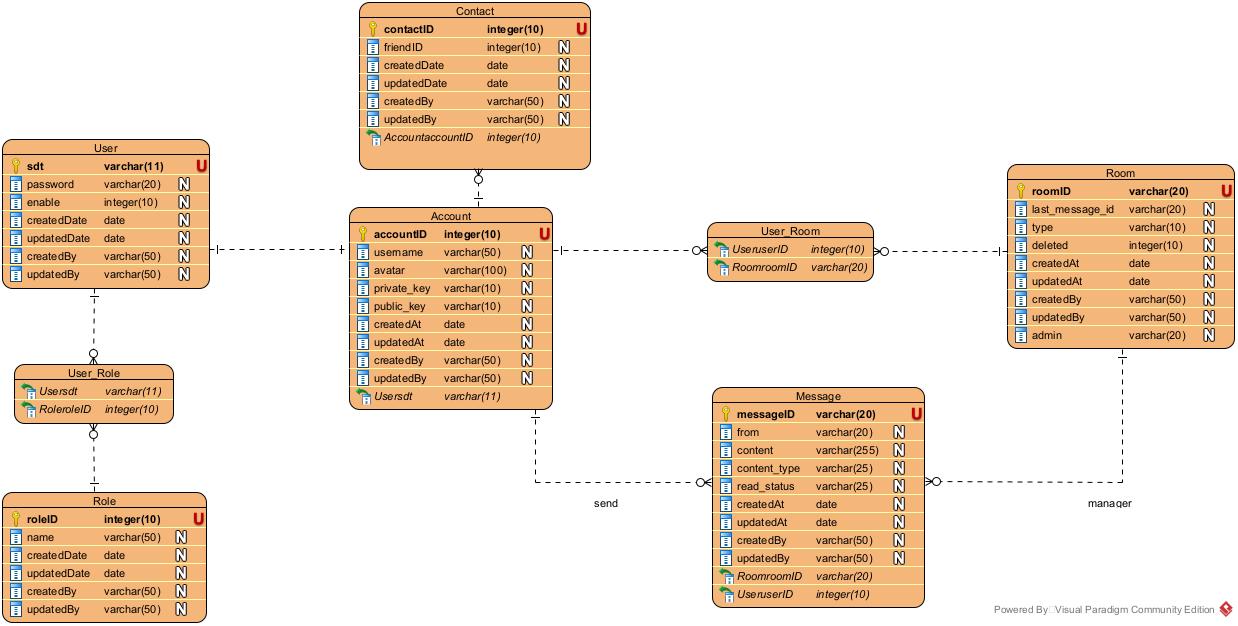 Contact
contactID integer(10) U
friendID integer(10) N
createdDate date N
updatedDate date N
createdBy varchar(50) N
updatedBy varchar(50) N
AccountaccountID integer(10)
User
sdt varchar(11) U
password varchar(20) N
enable integer(10) N
createdDate date N
updatedDate date N
createdBy varchar(50) N
updatedBy varchar(50) N
Account
accountID integer(10) U
username varchar(50) N
avatar varchar(100) N
private_key varchar(10) N
public_key varchar(10) N
createdAt date N
updatedAt date N
createdBy varchar(50) N
updatedBy varchar(50) N
Usersdt varchar(11)
User_Room
UseruserID integer(10)
RoomroomID varchar(20)
Room
roomID varchar(20) U
last_message_id varchar(20) N
type varchar(10) N
deleted integer(10) N
createdAt date N
updatedAt date N
createdBy varchar(50) N
updatedBy varchar(50) N
admin varchar(20) N
User_Role
Usersdt varchar(11)
RoleroleID integer(10)
Role
roleID integer(10) U
name varchar(50) N
createdDate date N
updatedDate date N
createdBy varchar(50) N
updatedBy varchar(50) N
send
Message
messageID varchar(20) U
from varchar(20) N
content varchar(255) N
content_type varchar(25) N
read_status varchar(25) N
createdAt date N
updatedAt date N
createdBy varchar(50) N
updatedBy varchar(50) N
RoomroomID varchar(20)
UseruserID integer(10)
manager
Powered By Visual Paradigm Community Edition